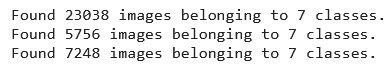 Found 23038 images belonging to 7 classes.
Found 5756 images belonging to 7 classes.
Found 7248 images belonging to 7 classes.